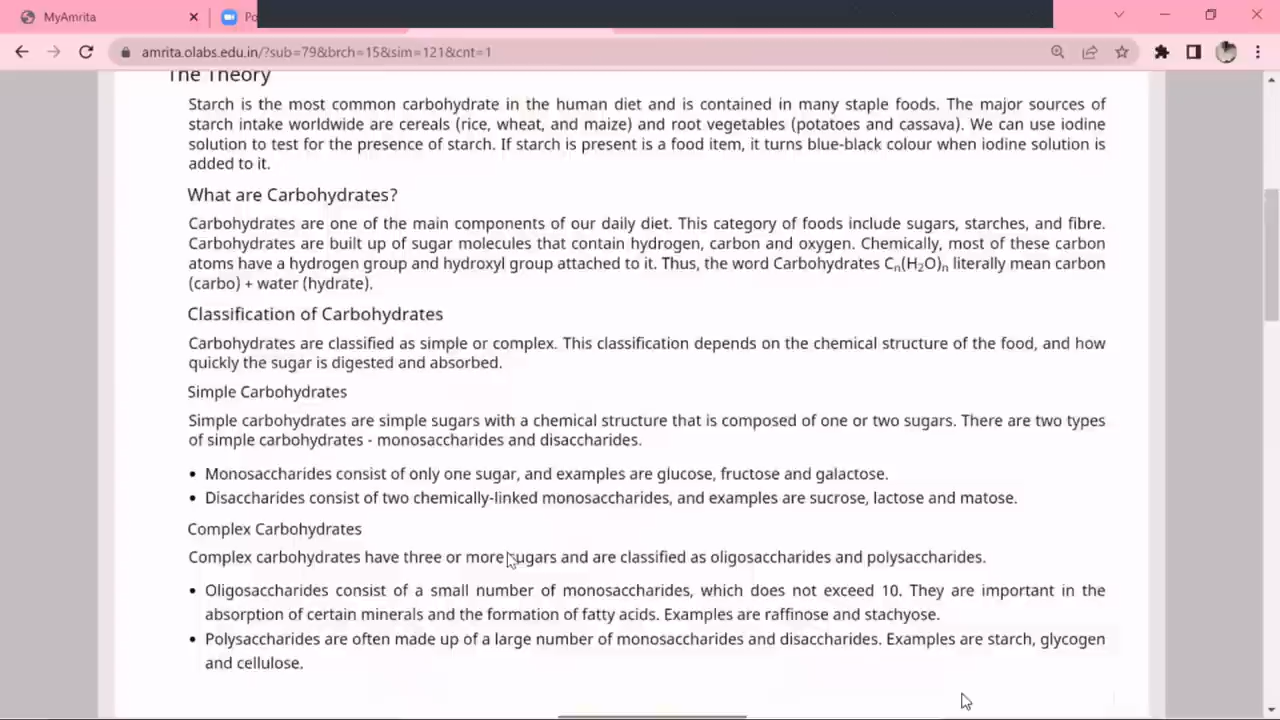 MyAmrita
Po
amrita.olabs.edu.in/?sub=79&brch=15&sim=121&cnt=1
The Theory
Starch is the most common carbohydrate in the human diet and is contained in many staple foods. The major sources of
starch intake worldwide are cereals (rice, wheat, and maize) and root vegetables (potatoes and cassava). We can use iodine
solution to test for the presence of starch. If starch is present is a food item, it turns blue-black colour when iodine solution is
added to it.
What are Carbohydrates?
Carbohydrates are one of the main components of our daily diet. This category of foods include sugars, starches, and fibre.
Carbohydrates are built up of sugar molecules that contain hydrogen, carbon and oxygen. Chemically, most of these carbon
atoms have a hydrogen group and hydroxyl group attached to it. Thus, the word Carbohydrates Cn(H2O)n literally mean carbon
(carbo) + water (hydrate).
Classification of Carbohydrates
Carbohydrates are classified as simple or complex. This classification depends on the chemical structure of the food, and how
quickly the sugar is digested and absorbed.
Simple Carbohydrates
Simple carbohydrates are simple sugars with a chemical structure that is composed of one or two sugars. There are two types
of simple carbohydrates - monosaccharides and disaccharides.
• Monosaccharides consist of only one sugar, and examples are glucose, fructose and galactose.
• Disaccharides consist of two chemically-linked monosaccharides, and examples are sucrose, lactose and matose.
Complex Carbohydrates
Complex carbohydrates have three or more sugars and are classified as oligosaccharides and polysaccharides.
• Oligosaccharides consist of a small number of monosaccharides, which does not exceed 10. They are important in the
absorption of certain minerals and the formation of fatty acids. Examples are raffinose and stachyose.
• Polysaccharides are often made up of a large number of monosaccharides and disaccharides. Examples are starch, glycogen
and cellulose.